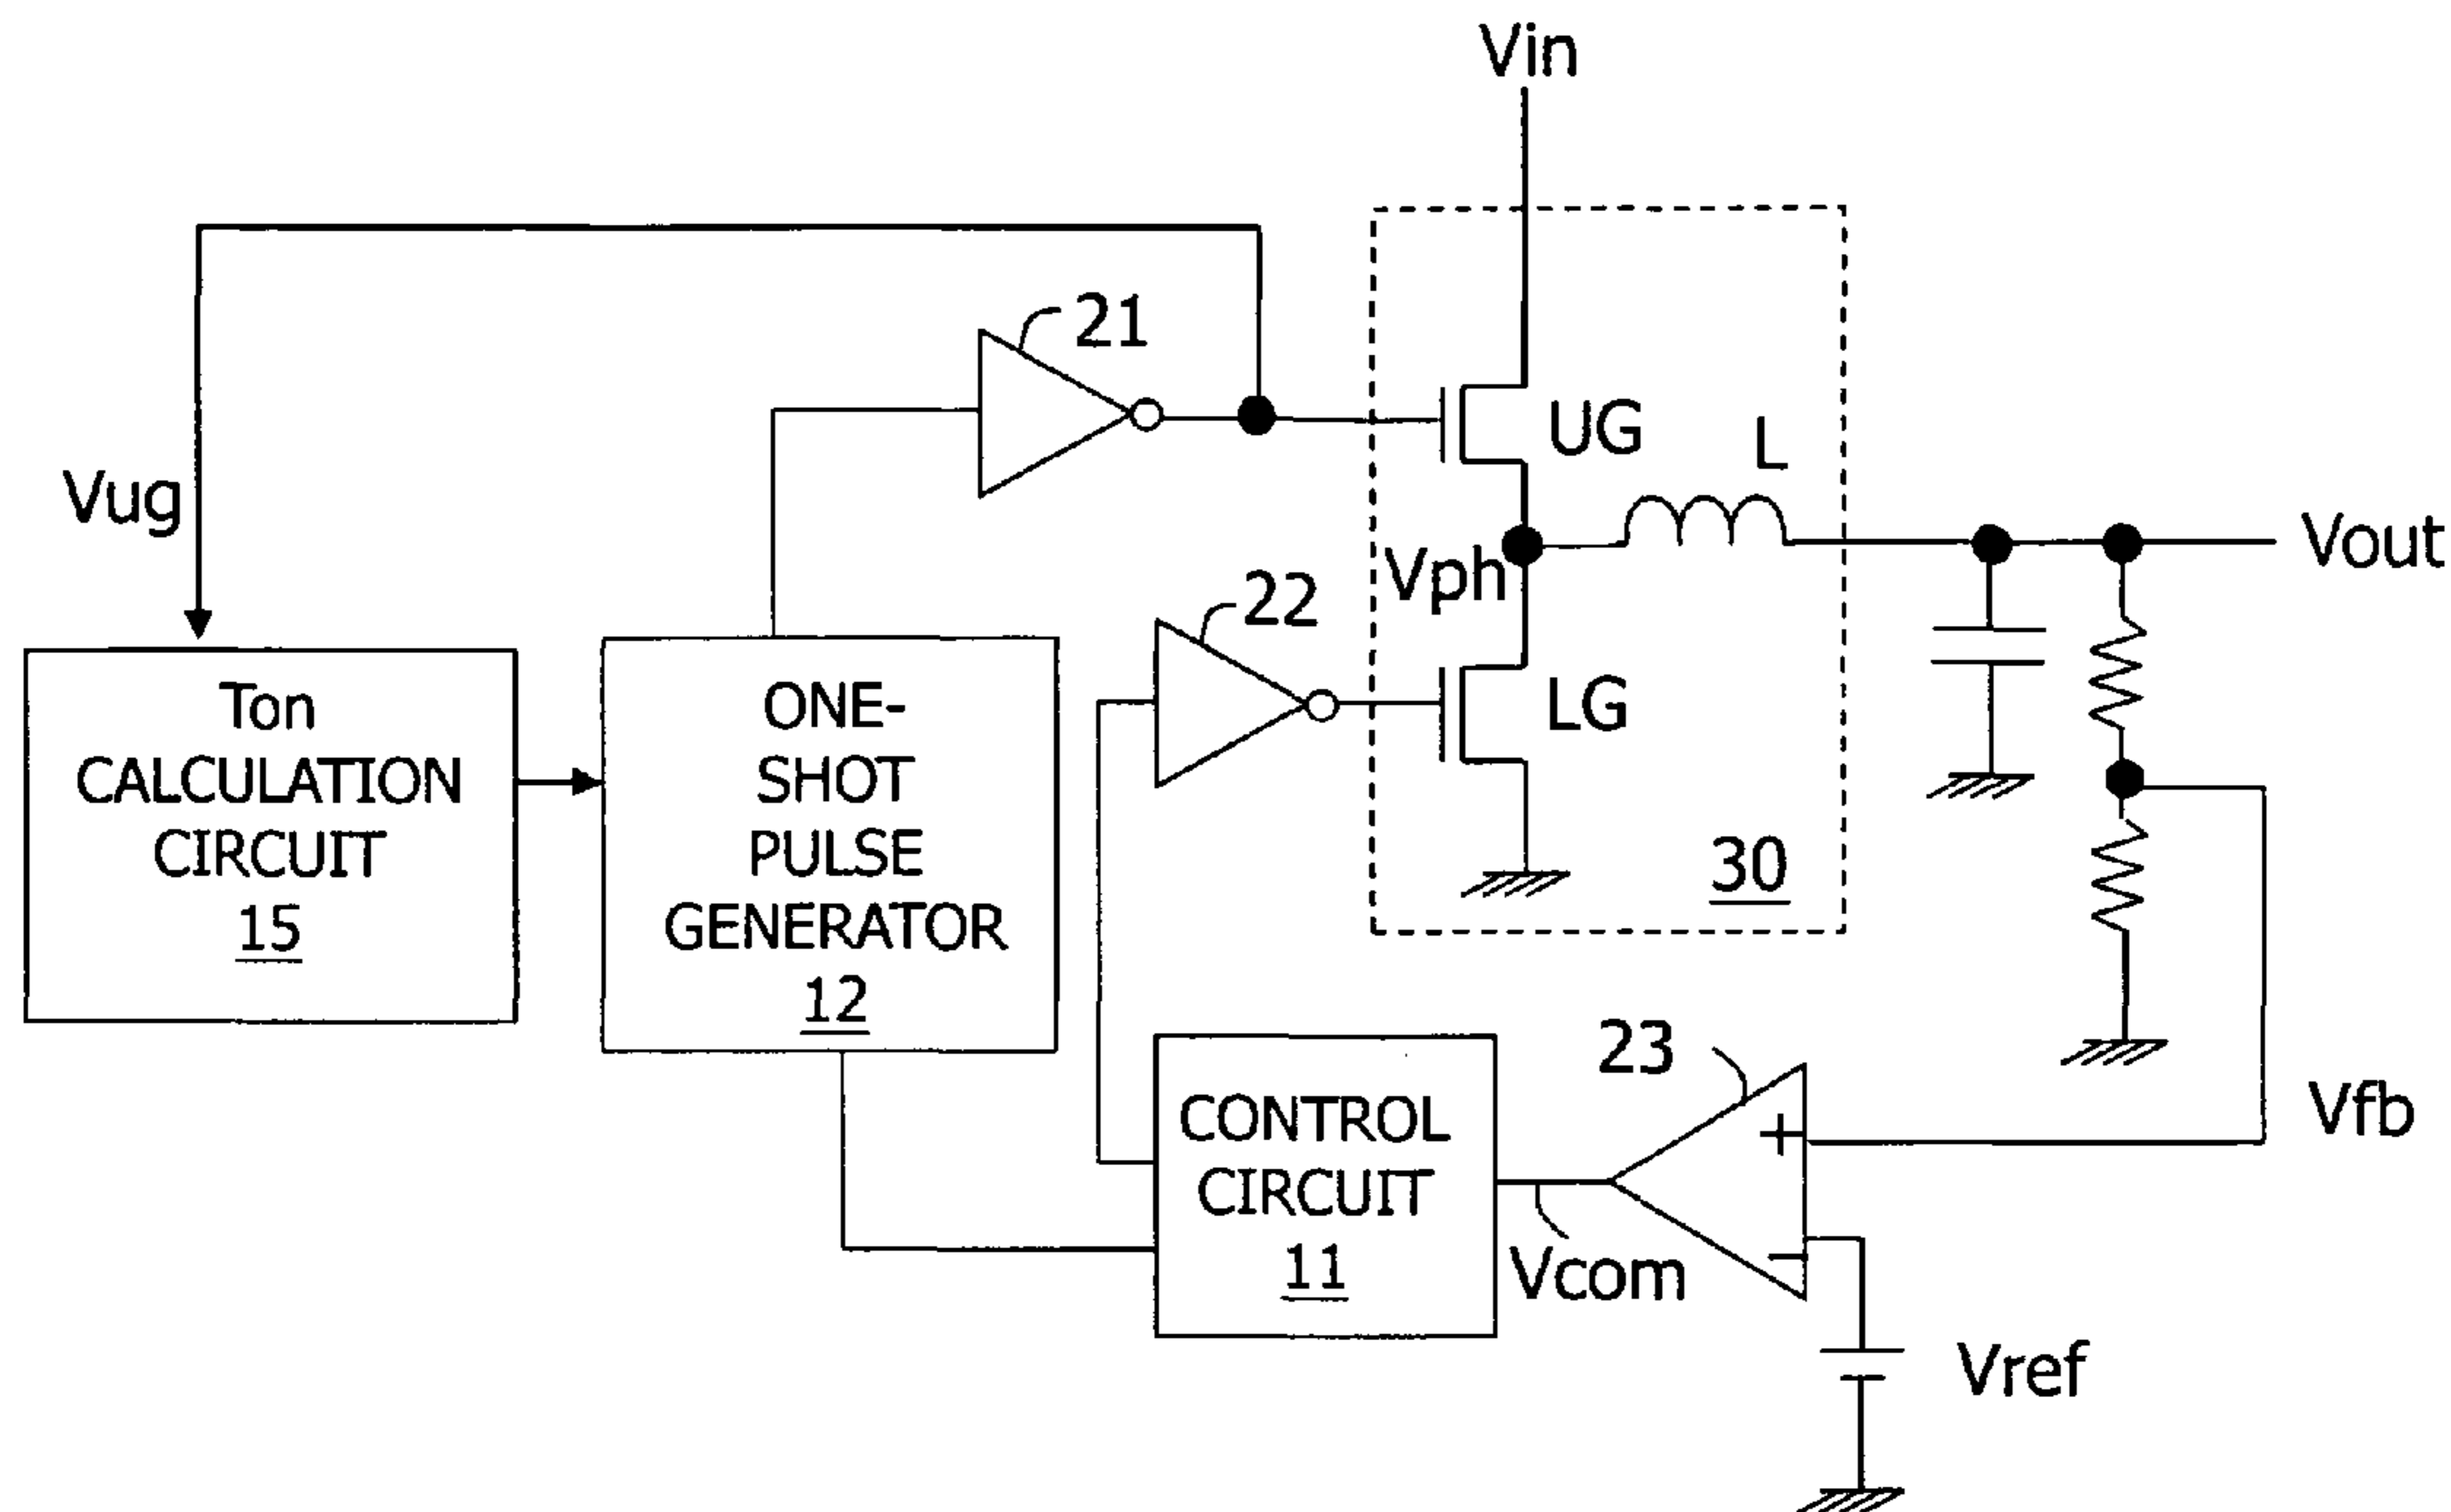 Vin
21
Vug
UG
L
Vout
Vph
22
LG
Ton
CALCULATION
CIRCUIT
15
ONE-
SHOT
PULSE
GENERATOR
12
30
23
+
Vfb
CONTROL
CIRCUIT
11
Vcom
−
Vref